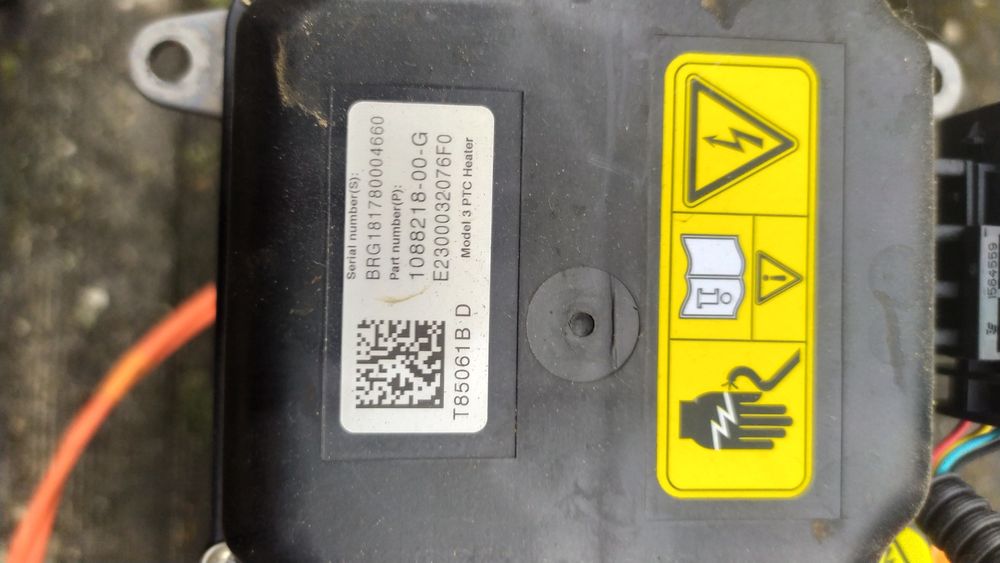 Serial number(S):
BRG181780004660
Part number(P):
1088218-00-G
E2300032076F0
Model 3 PTC Heater
T85061B D
1564559